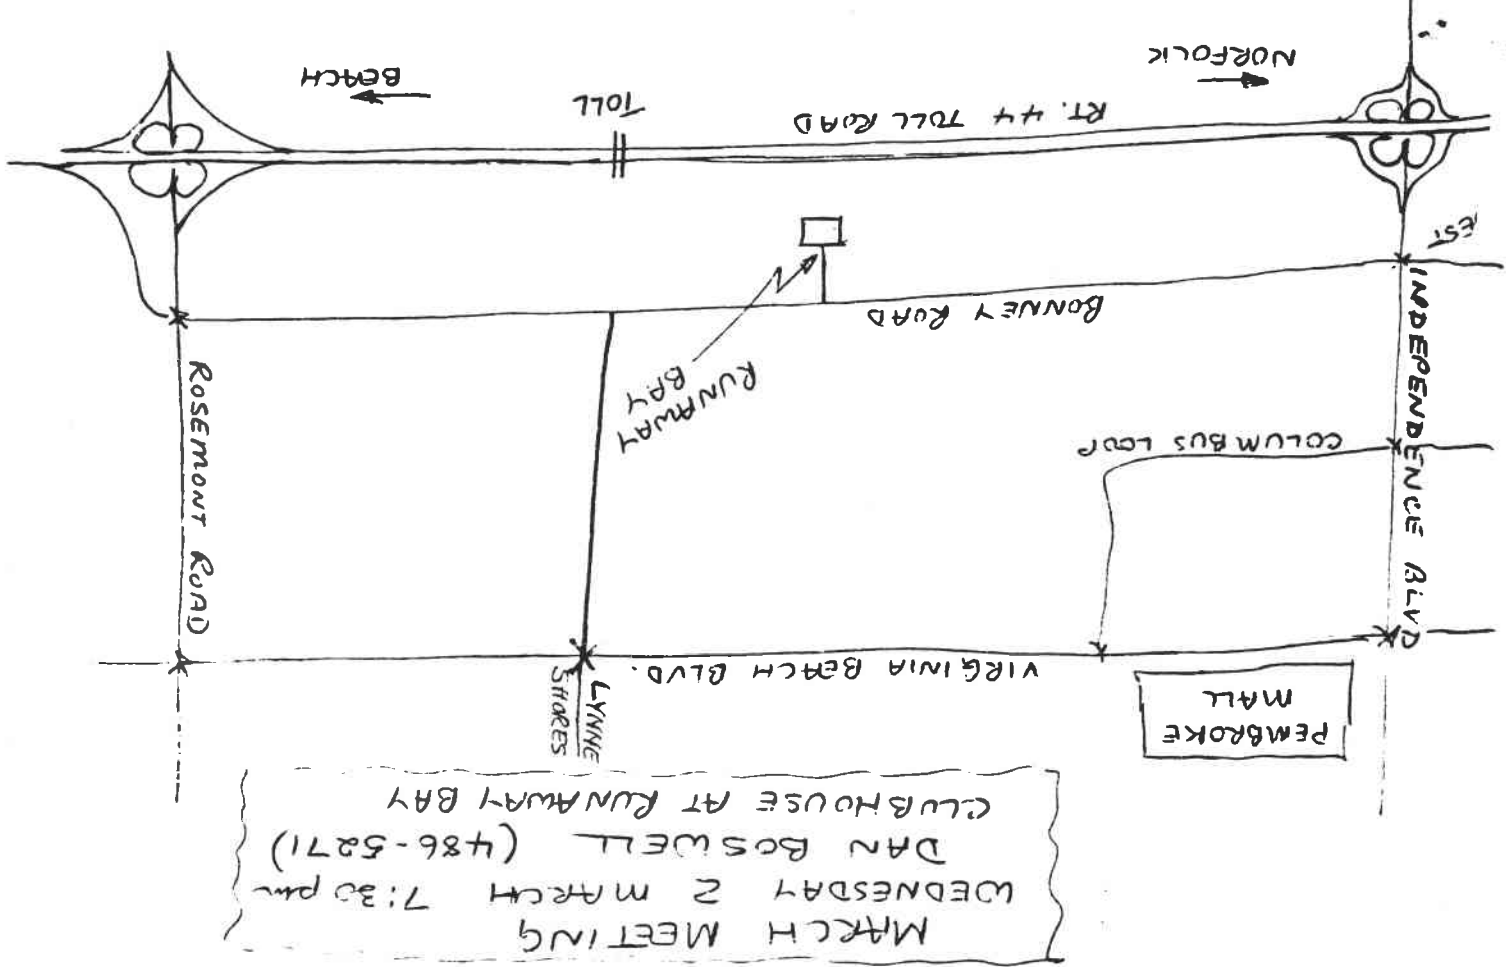 MARCH MEETING
WEDNESDAY 2 MARCH 7:30 pm
DAN BOSWELL (486-5271)
CLUBHOUSE AT RUNAWAY BAY
PEMBROKE
MALL
LYNNE
SHORES
VIRGINIA BEACH BLVD.
INDEPENDENCE BLVD
COLUMBUS LOOP
ROSEMONT ROAD
RUNAWAY
BAY
BONNEY ROAD
EST
RT. 44 TOLL ROAD
TOLL
NORFOLK
BEACH